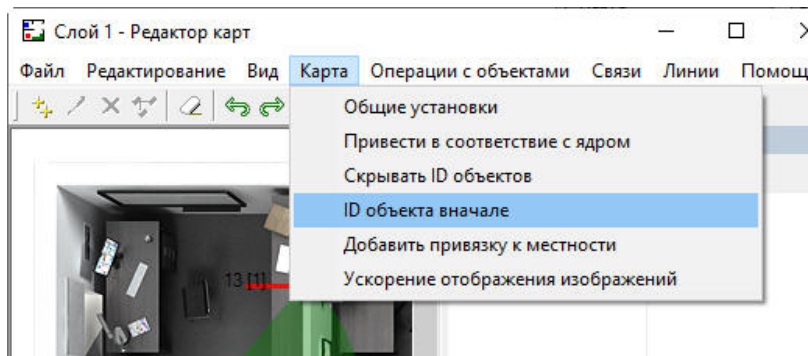 Слой 1 - Редактор карт
Файл Редактирование Вид Карта Операции с объектами Связи Линии Помощ
Общие установки
Привести в соответствие с ядром
Скрывать ID объектов
ID объекта вначале
Добавить привязку к местности
Ускорение отображения изображений
13 [1]